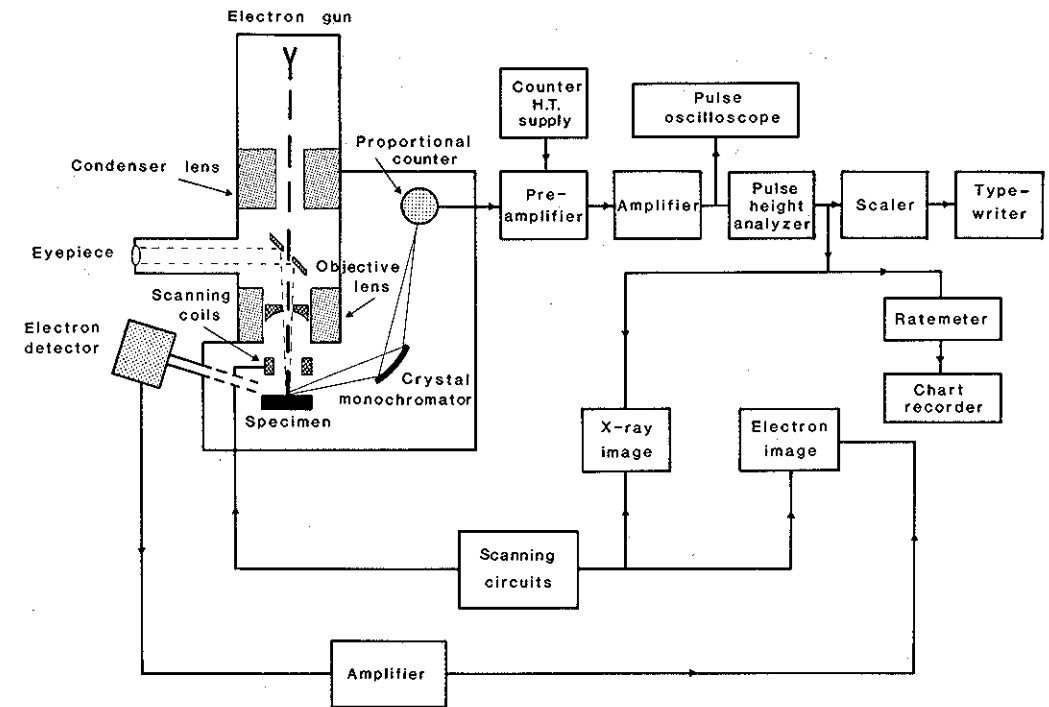 Electron gun
Condenser lens
Eyepiece
Scanning
coils
Electron
detector
Objective
lens
Proportional
counter
Crystal
monochromator
Specimen
Counter
H.T.
supply
Pulse
oscilloscope
Pre-
amplifier
Amplifier
Pulse
height
analyzer
Scaler
Type-
writer
Ratemeter
Chart
recorder
X-ray
image
Electron
image
Scanning
circuits
Amplifier